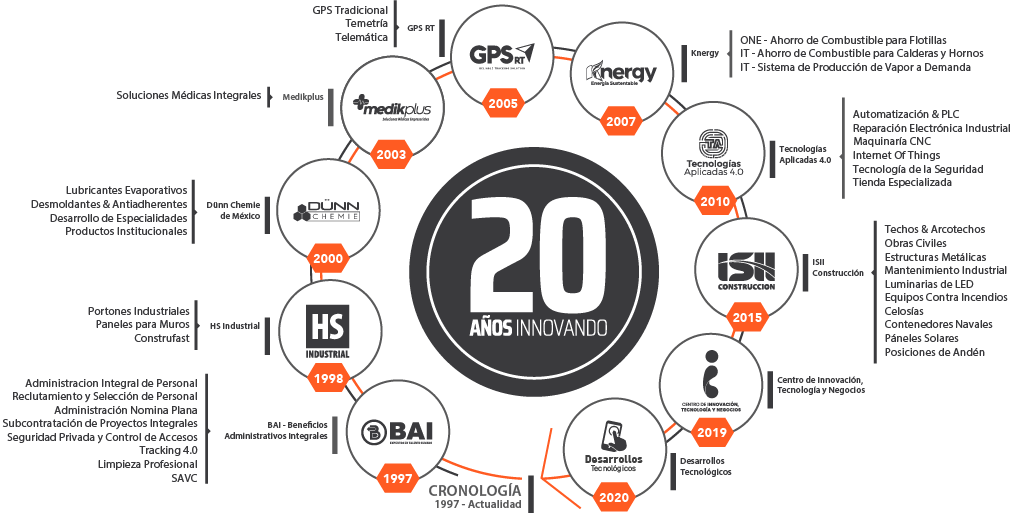 GPS Tradicional
Temetría
Telemática
GPS RT
GPS RT
2005
Knergy
Energía Sustentable
2007
Knergy
ONE - Ahorro de Combustible para Flotillas
IT - Ahorro de Combustible para Calderas y Hornos
IT - Sistema de Producción de Vapor a Demanda
Soluciones Médicas Integrales
Medikplus
medikplus
2003
TA
Tecnologías
Aplicadas 4.0
2010
Tecnologías
Aplicadas 4.0
Automatización & PLC
Reparación Electrónica Industrial
Maquinaría CNC
Internet Of Things
Tecnología de la Seguridad
Tienda Especializada
Lubricantes Evaporativos
Desmoldantes & Antiadherentes
Desarrollo de Especialidades
Productos Institucionales
Dünn Chemie
de México
DÜNN
CHEMIE
2000
20
AÑOS INNOVANDO
ISII
CONSTRUCCION
2015
ISII
Construcción
Techos & Arcotechos
Obras Civiles
Estructuras Metálicas
Mantenimiento Industrial
Luminarias de LED
Equipos Contra Incendios
Celosías
Contenedores Navales
Páneles Solares
Posiciones de Andén
Portones Industriales
Paneles para Muros
Construfast
HS Industrial
HS
INDUSTRIAL
1998
CENTRO DE INNOVACIÓN,
TECNOLOGÍA Y NEGOCIOS
2019
Centro de Innovación,
Tecnología y Negocios
Administracion Integral de Personal
Reclutamiento y Selección de Personal
Administración Nomina Plana
Subcontratación de Proyectos Integrales
Seguridad Privada y Control de Accesos
Tracking 4.0
Limpieza Profesional
SAVC
BAI - Beneficios
Administrativos Integrales
BAI
1997
Desarrollos
Tecnológicos
2020
Desarrollos
Tecnológicos
CRONOLOGÍA
1997 - Actualidad